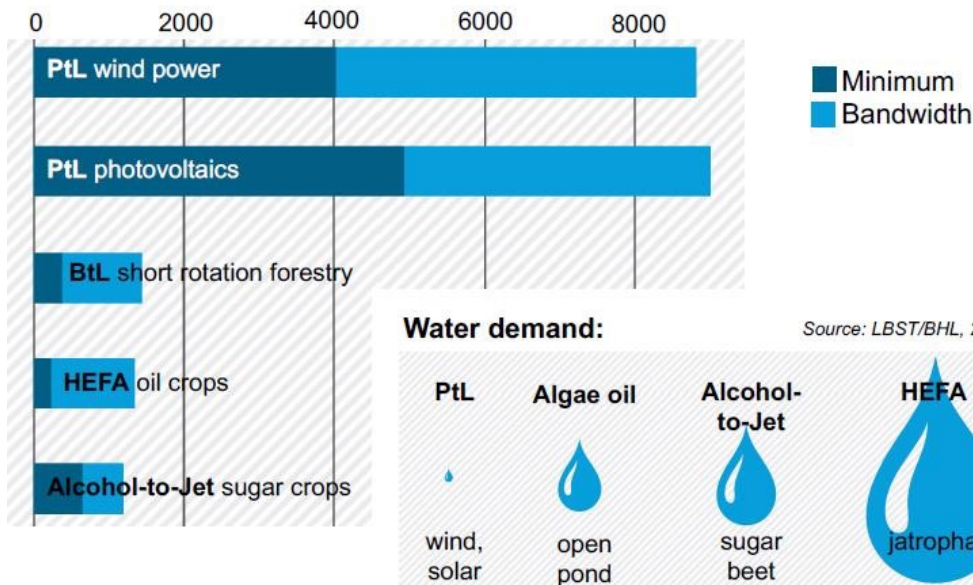 0 2000 4000 6000 8000
PtL wind power
Minimum
Bandwidth
PtL photovoltaics
BtL short rotation forestry
HEFA oil crops
Alcohol-to-Jet sugar crops
Water demand:
Source: LBST/BHL,
PtL
Algae oil
Alcohol-
to-Jet
HEFA
wind,
solar
open
pond
sugar
beet
jatropha